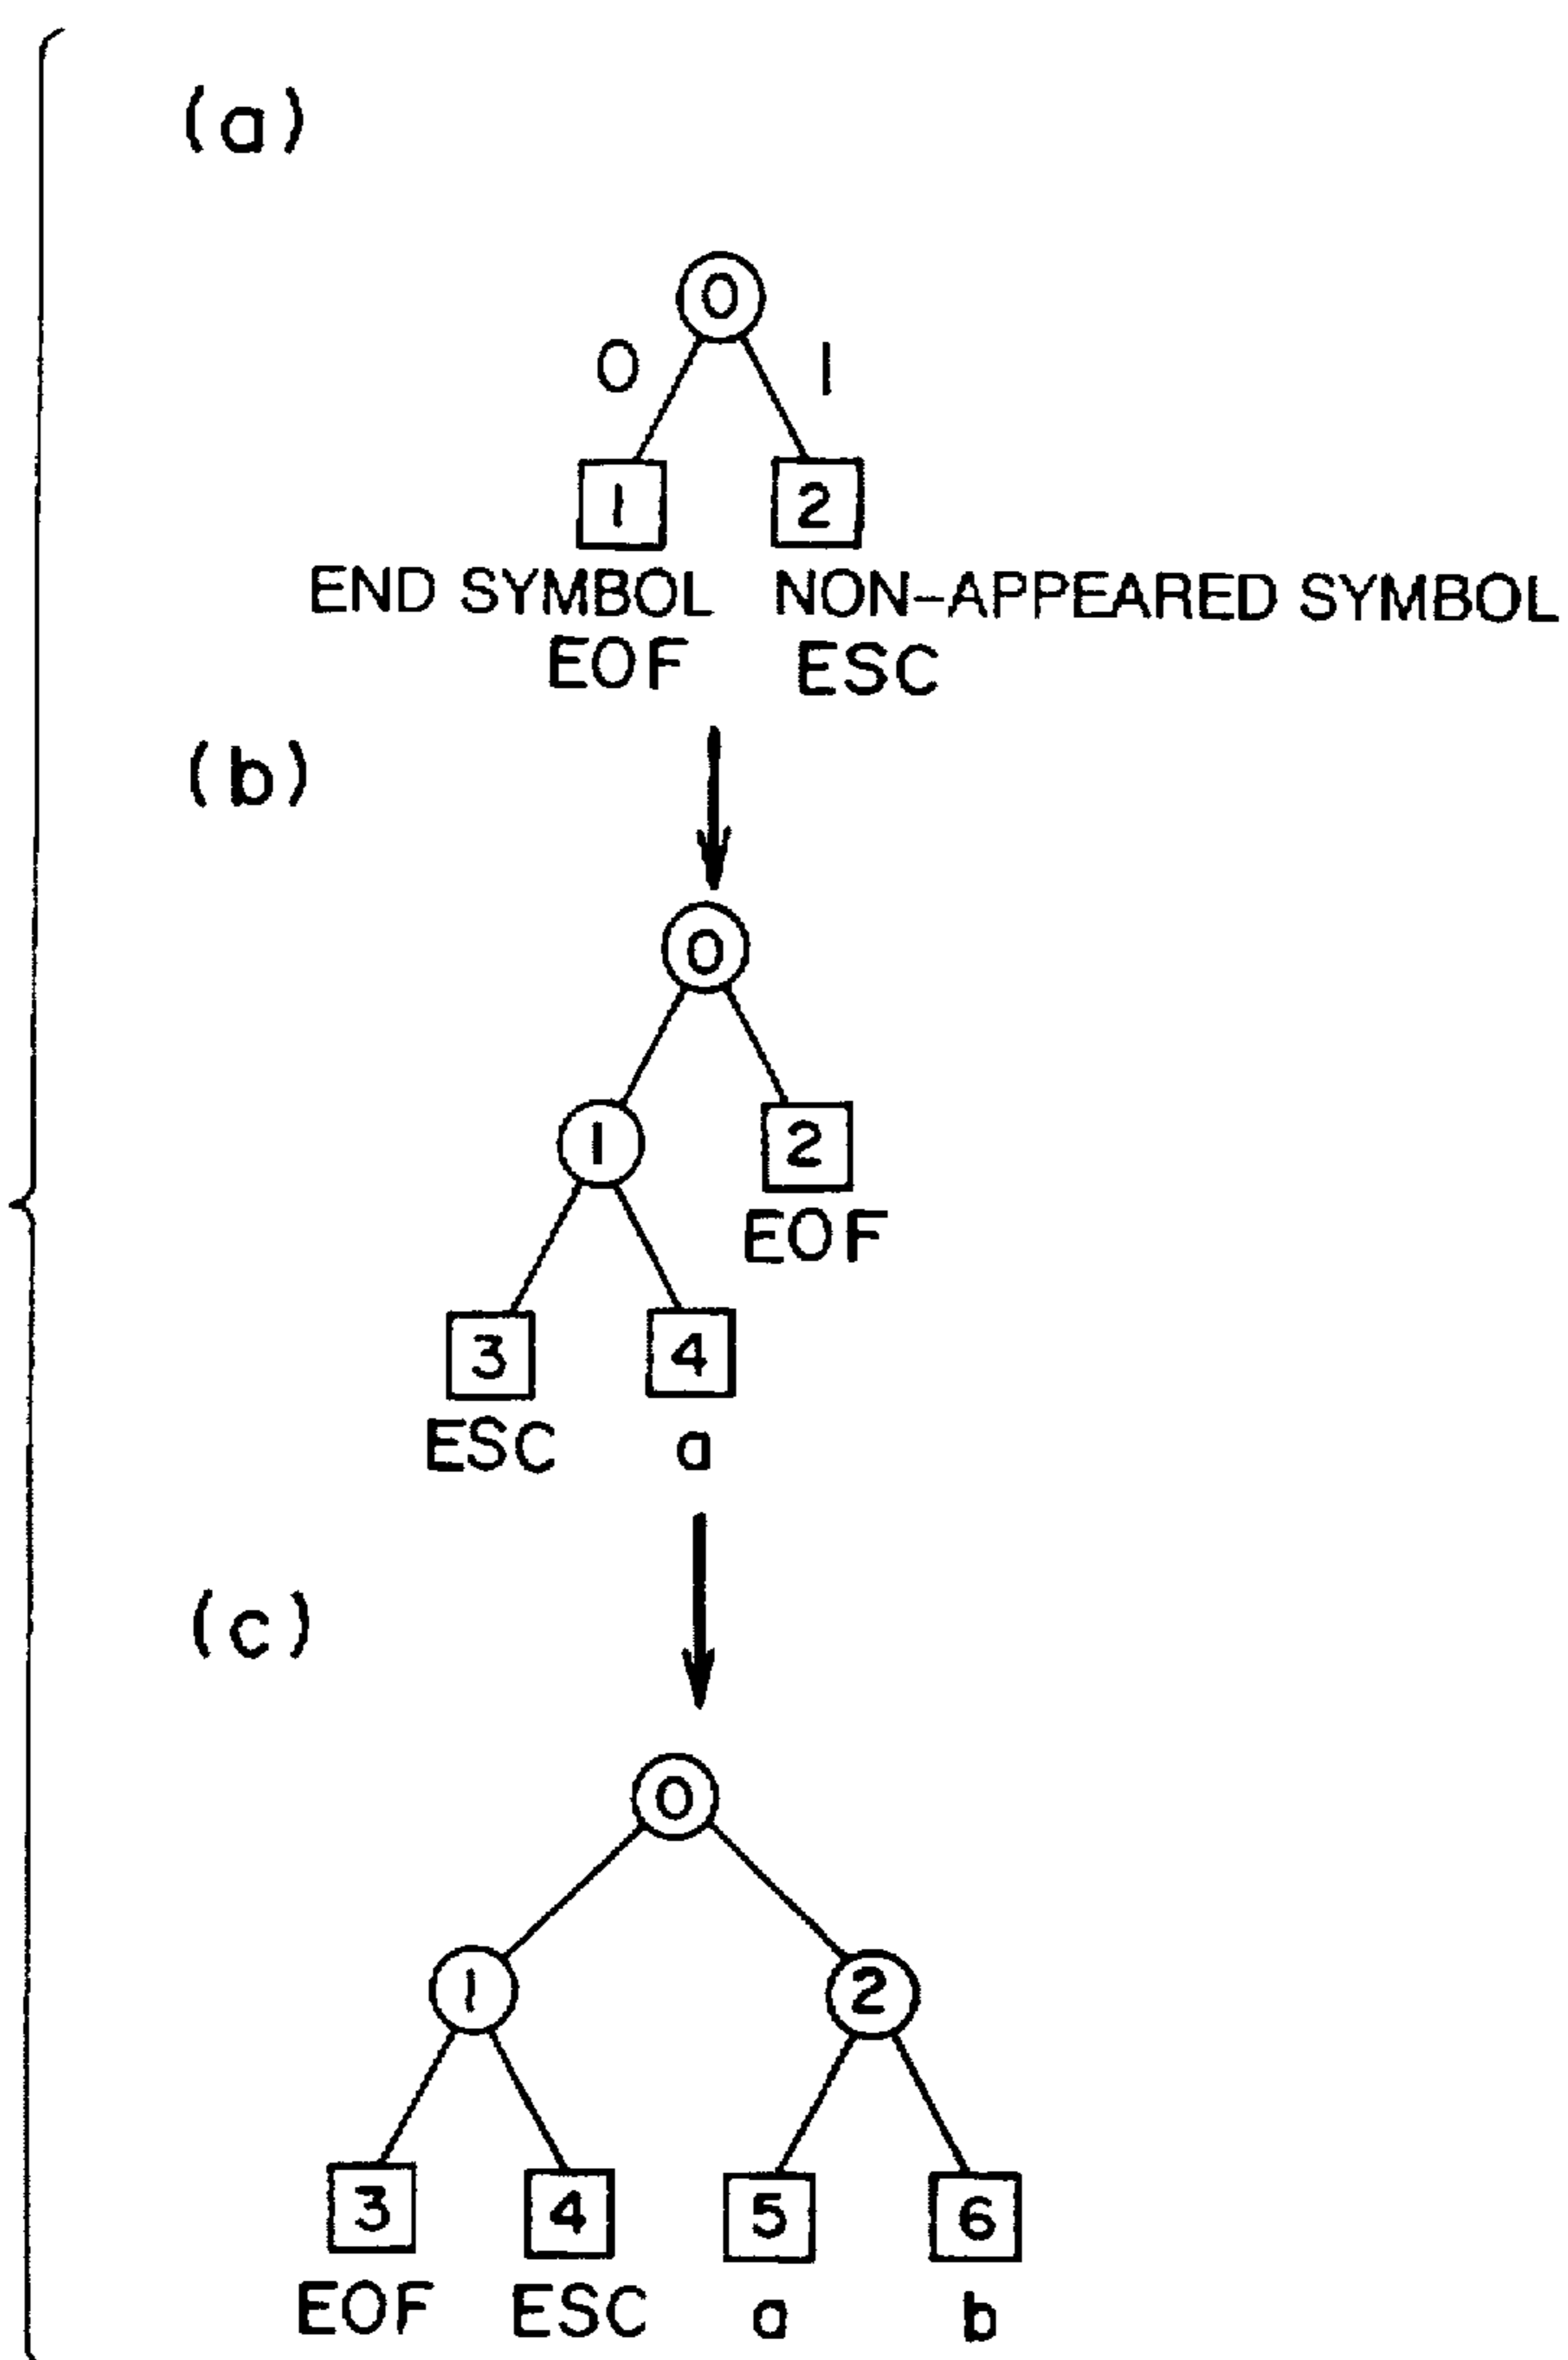 (a)
0
0 1
1 2
END SYMBOL NON-APPEARED SYMBOL
EOF ESC
(b)
0
1 2
EOF
3 4
ESC a
(c)
0
1 2
3 4 5 6
EOF ESC a b